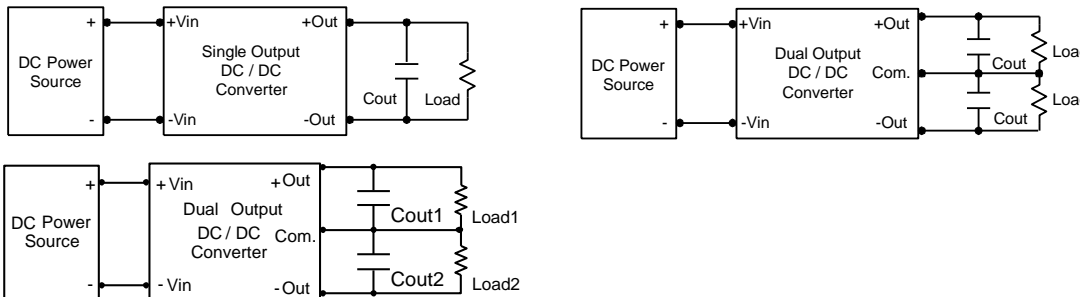 + +Vin +Out
Single Output
DC / DC
Converter
DC Power
Source
Cout Load
- -Vin -Out
+ +Vin +Out
Dual Output
DC / DC
Converter
DC Power
Source
Com.
Cout
Cout
- -Vin -Out
+ + Vin + Out
Dual Output
DC / DC
Converter
DC Power
Source
Com.
Cout1 Load1
Cout2 Load2
- - Vin - Out